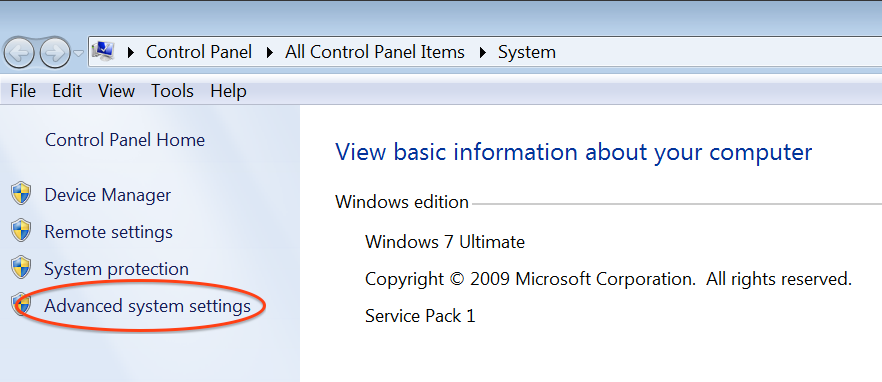 Control Panel All Control Panel Items System
File Edit View Tools Help
Control Panel Home
Device Manager
Remote settings
System protection
Advanced system settings
View basic information about your computer
Windows edition
Windows 7 Ultimate
Copyright © 2009 Microsoft Corporation. All rights reserved.
Service Pack 1